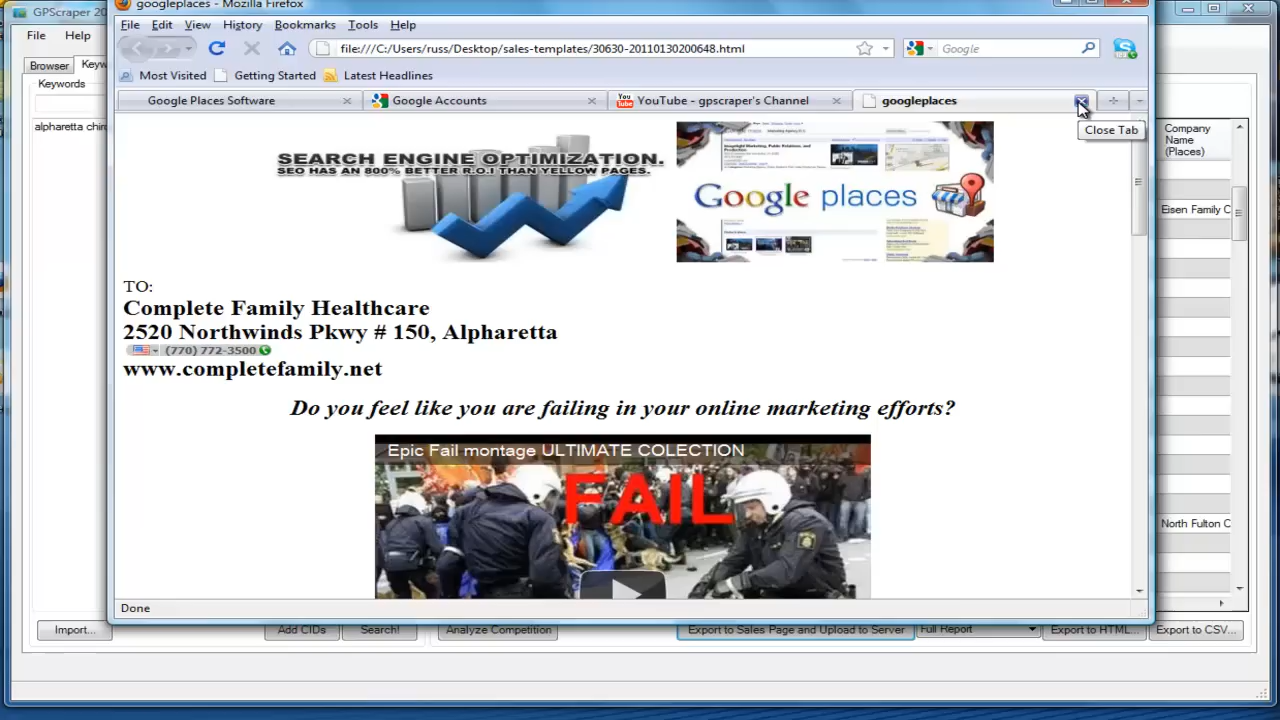 GPScraper 20
googleplaces - Mozilla Firefox
File Help
File Edit View History Bookmarks Tools Help
file:///C:/Users/russ/Desktop/sales-templates/30630-20110130200648.html
Google
Most Visited Getting Started Latest Headlines
Browser Keyw
Google Places Software Google Accounts YouTube - gpscraper's Channel googleplaces
Close Tab
Keywords
alpharetta chir
Company
Name
(Places)
Eisen Family C
North Fulton C
SEARCH ENGINE OPTIMIZATION.
SEO HAS AN 800% BETTER R.O.I THAN YELLOW PAGES.
Google places
TO:
Complete Family Healthcare
2520 Northwinds Pkwy # 150, Alpharetta
(770) 772-3500
www.completefamily.net
Do you feel like you are failing in your online marketing efforts?
Epic Fail montage ULTIMATE COLECTION
FAIL
Done
Import... Add CIDs Search! Analyze Competition Export to Sales Page and Upload to Server Full Report Export to HTML... Export to CSV...